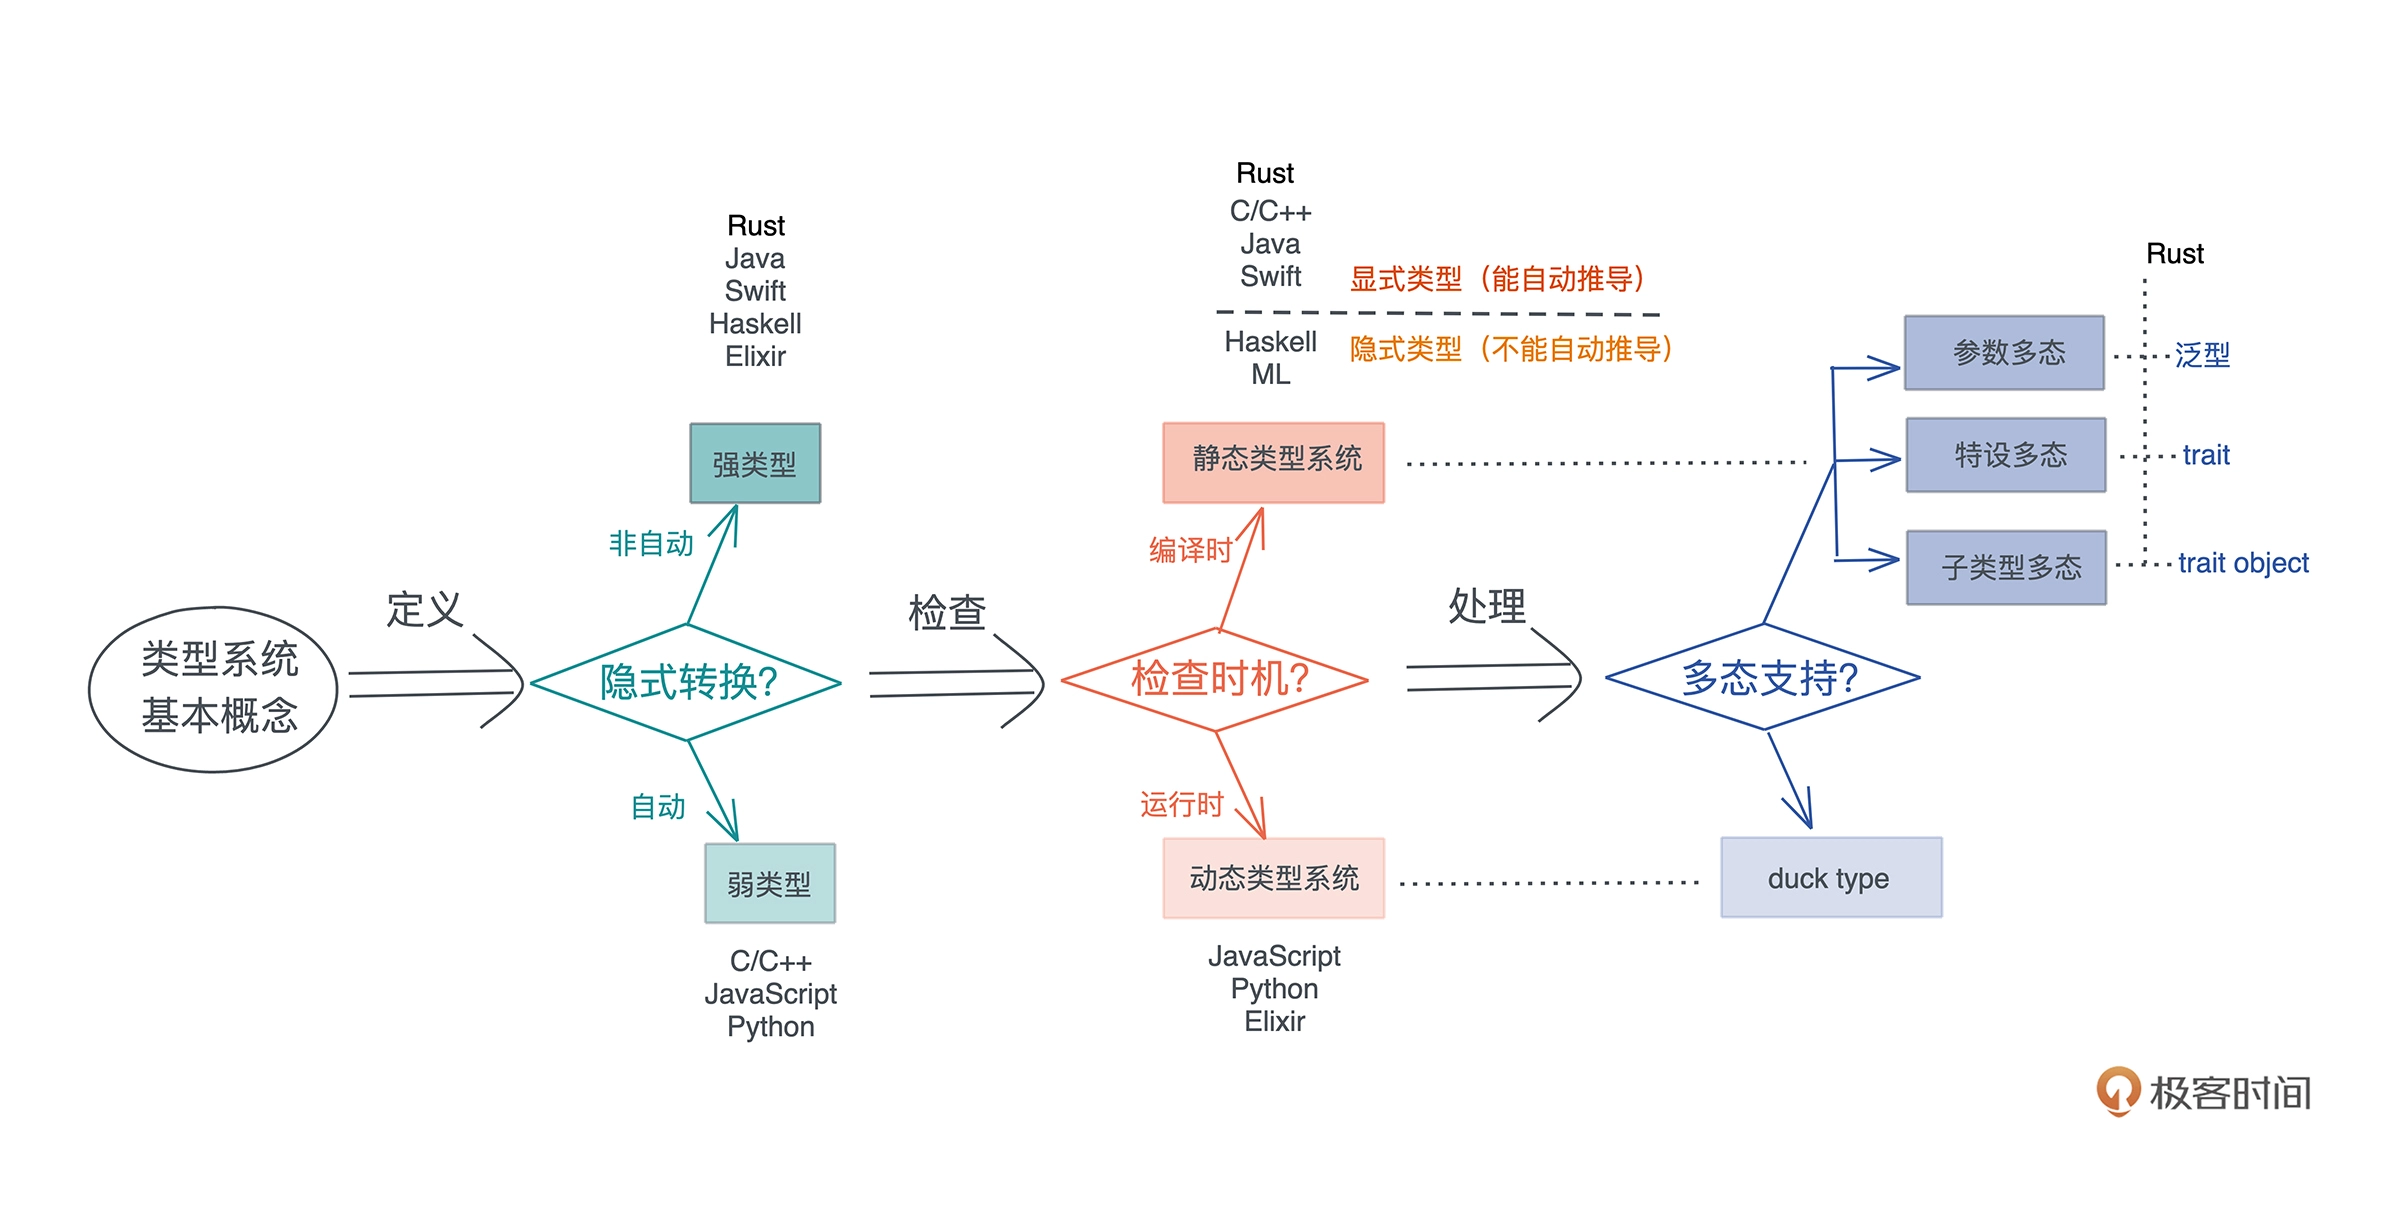 类型系统
基本概念
定义
隐式转换?
非自动
强类型
Rust
Java
Swift
Haskell
Elixir
自动
弱类型
C/C++
JavaScript
Python
检查
检查时机?
编译时
静态类型系统
Rust
C/C++
Java
Swift
显式类型（能自动推导）
Haskell
ML
隐式类型（不能自动推导）
运行时
动态类型系统
JavaScript
Python
Elixir
处理
多态支持?
Rust
参数多态
泛型
特设多态
trait
子类型多态
trait object
duck type
极客时间